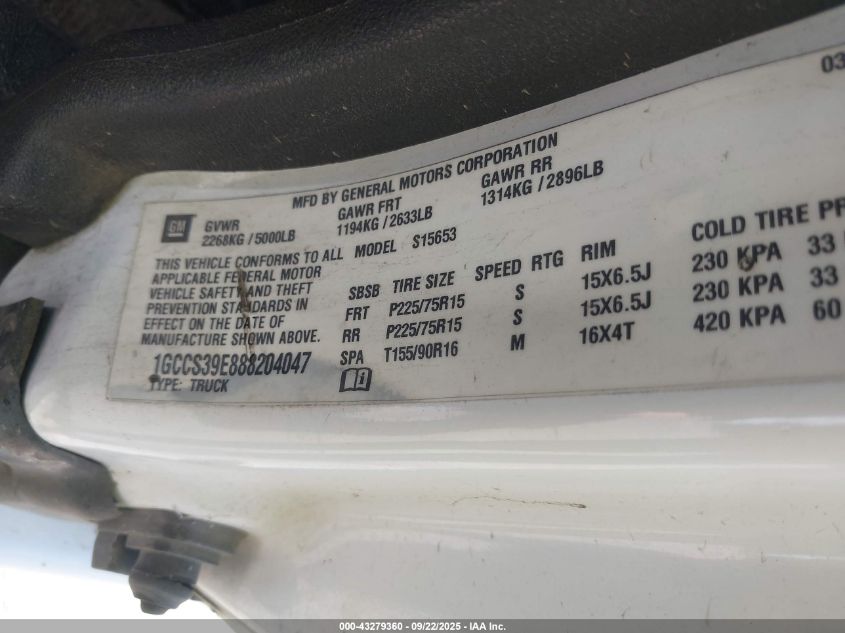 03
MFD BY GENERAL MOTORS CORPORATION
GM
GVWR GAWR FRT GAWR RR
2268KG / 5000LB 1194KG / 2633LB 1314KG / 2896LB
THIS VEHICLE CONFORMS TO ALL MODEL S15653
APPLICABLE FEDERAL MOTOR
VEHICLE SAFETY AND THEFT
PREVENTION STANDARDS IN
EFFECT ON THE DATE OF
MANUFACTURE SHOWN ABOVE.
1GCCS39E888204047
TYPE: TRUCK
SBSB TIRE SIZE SPEED RTG RIM COLD TIRE PR
FRT P225/75R15 S 15X6.5J 230 KPA 33
RR P225/75R15 S 15X6.5J 230 KPA 33
SPA T155/90R16 M 16X4T 420 KPA 60
000-43279360 - 09/22/2025 - IAA Inc.